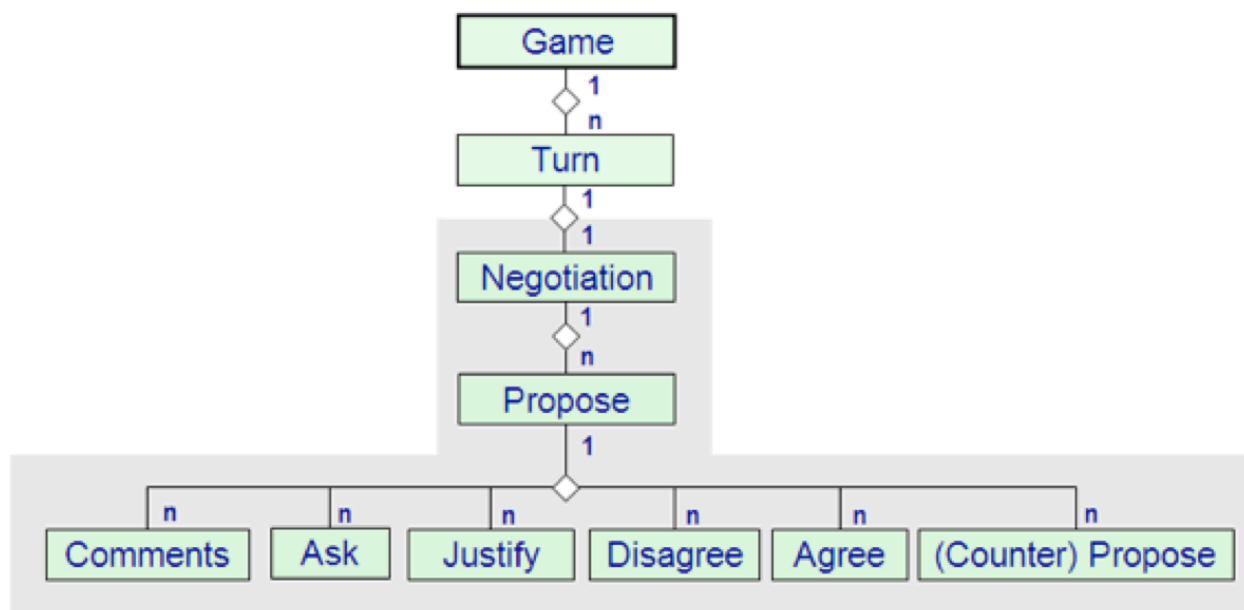 Game
1
n
Turn
1
1
Negotiation
1
n
Propose
1
n n n n n n
Comments Ask Justify Disagree Agree (Counter) Propose